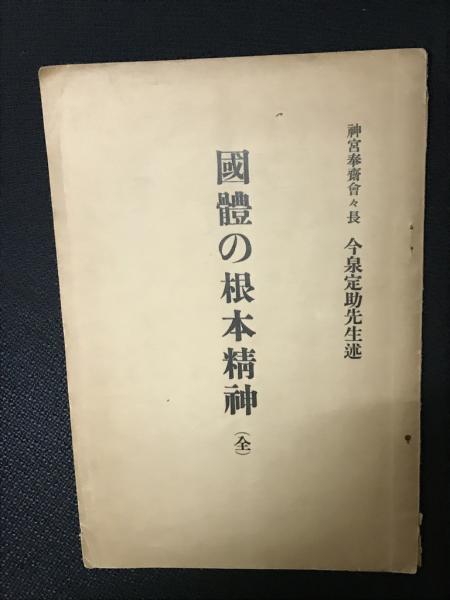 神宮奉齋會々長 今泉定助先生述
國體の根本精神(全)